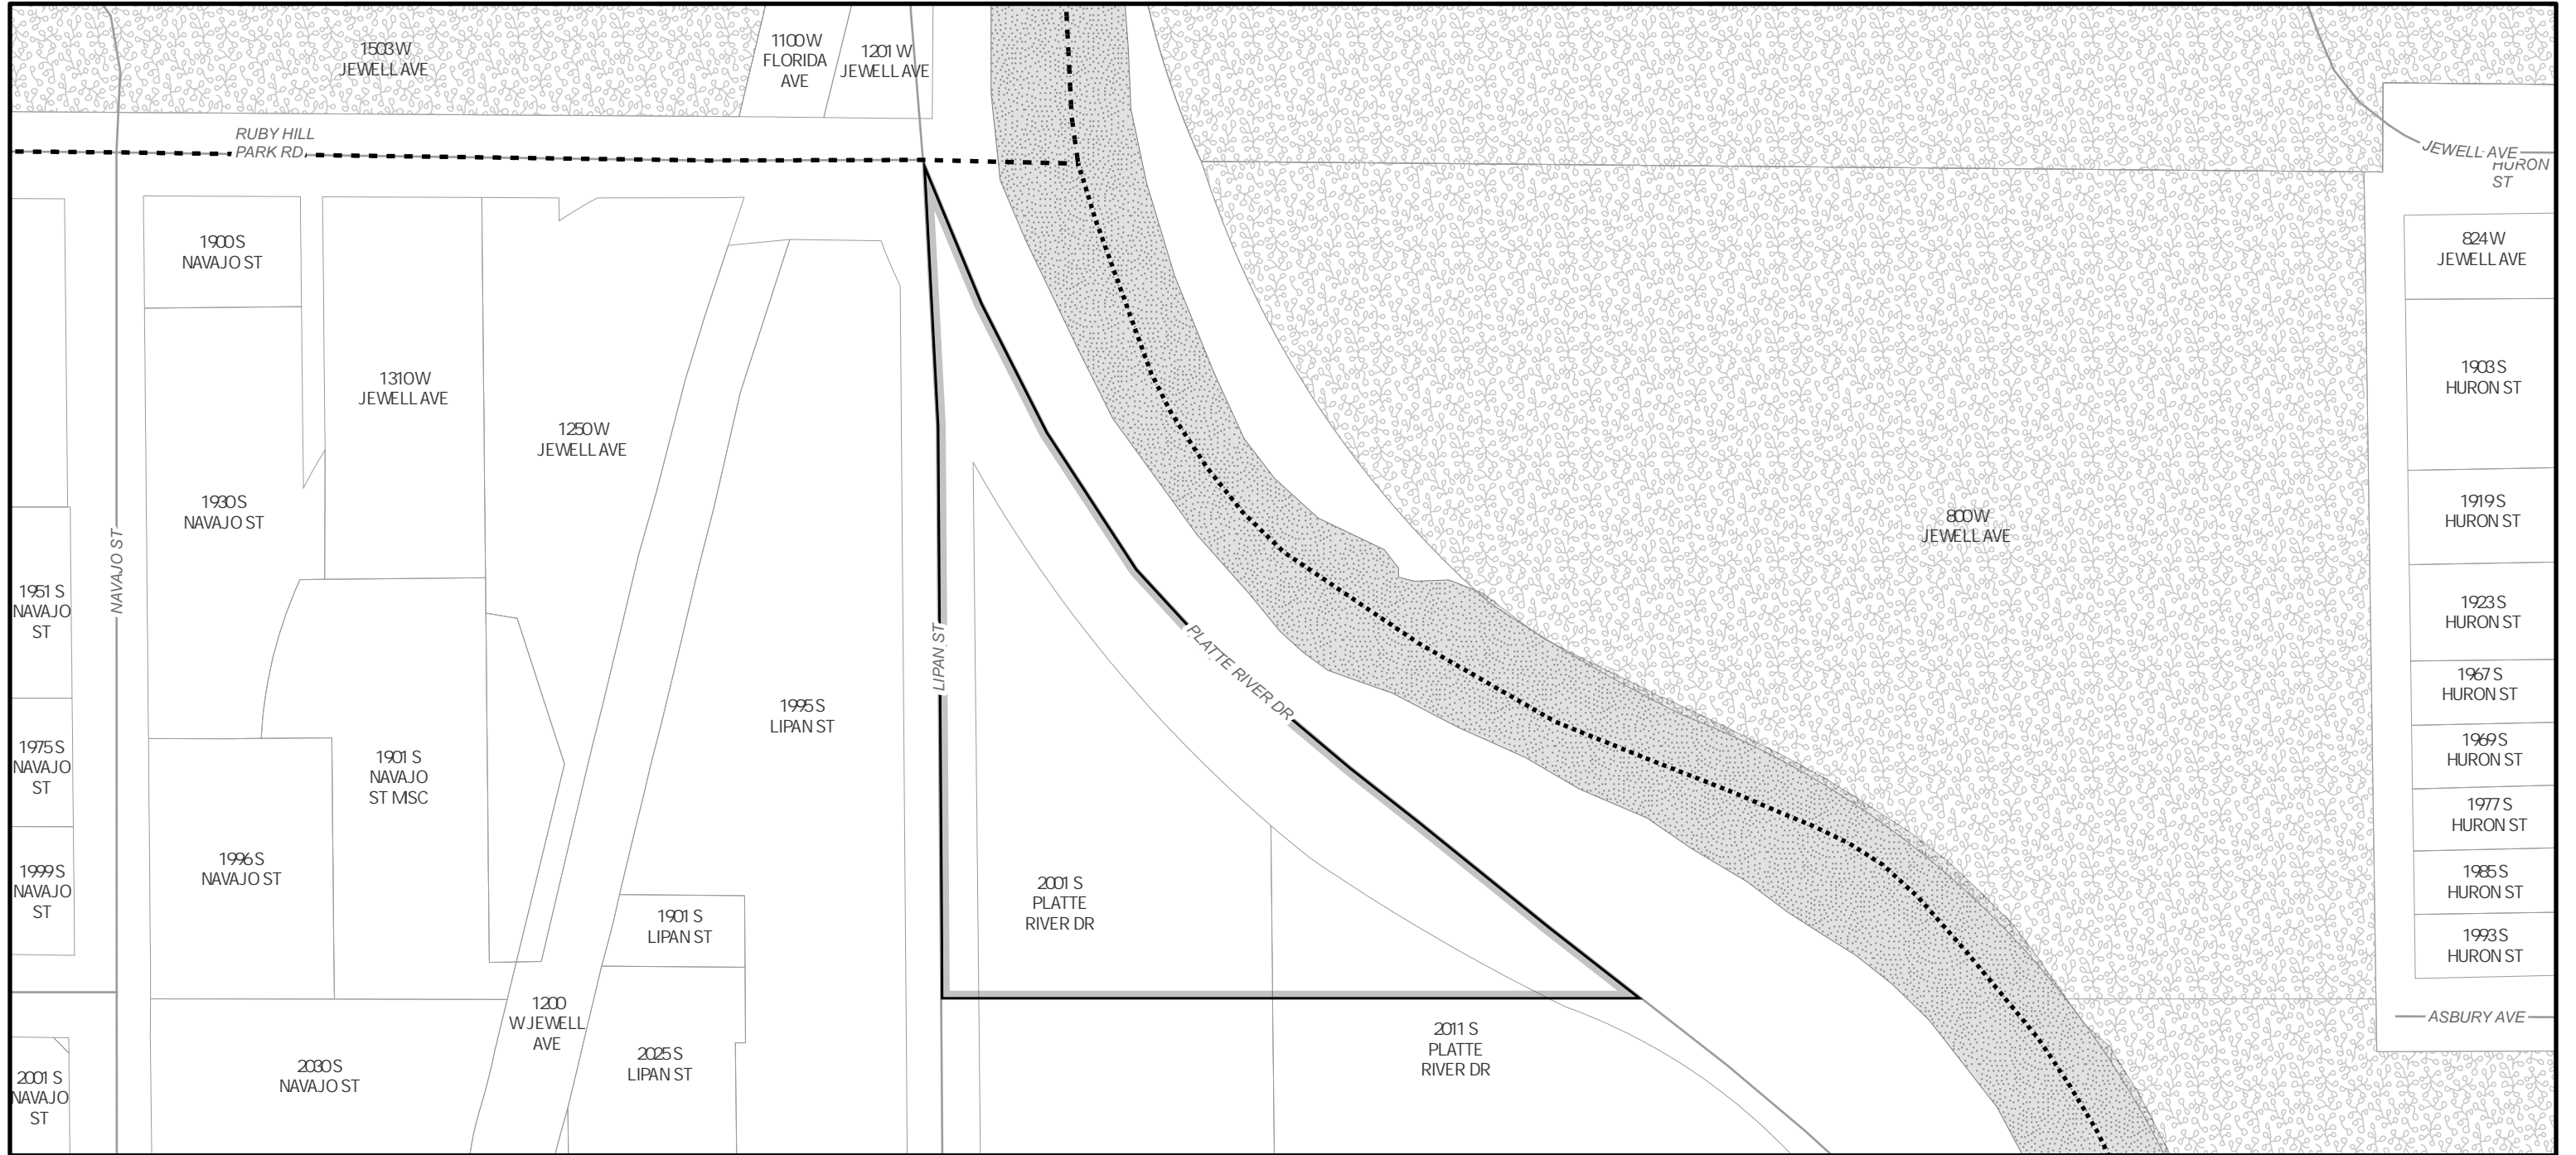 1503 W
JEWELL AVE
1100 W
FLORIDA
AVE
1201 W
JEWELL AVE
RUBY HILL
PARK RD
JEWELL AVE
HURON
ST
1900 S
NAVAJO ST
824 W
JEWELL AVE
1310 W
JEWELL AVE
1903 S
HURON ST
1250 W
JEWELL AVE
1930 S
NAVAJO ST
800 W
JEWELL AVE
1919 S
HURON ST
NAVAJO ST
1951 S
NAVAJO
ST
1923 S
HURON ST
LIPAN ST
PLATTE RIVER DR
1967 S
HURON ST
1995 S
LIPAN ST
1975 S
NAVAJO
ST
1901 S
NAVAJO
ST MISC
1969 S
HURON ST
1977 S
HURON ST
1996 S
NAVAJO ST
1999 S
NAVAJO
ST
2001 S
PLATTE
RIVER DR
1985 S
HURON ST
1901 S
LIPAN ST
1993 S
HURON ST
1200
W JEWELL
AVE
ASBURY AVE
2011 S
PLATTE
RIVER DR
2025 S
LIPAN ST
2030 S
NAVAJO ST
2001 S
NAVAJO
ST